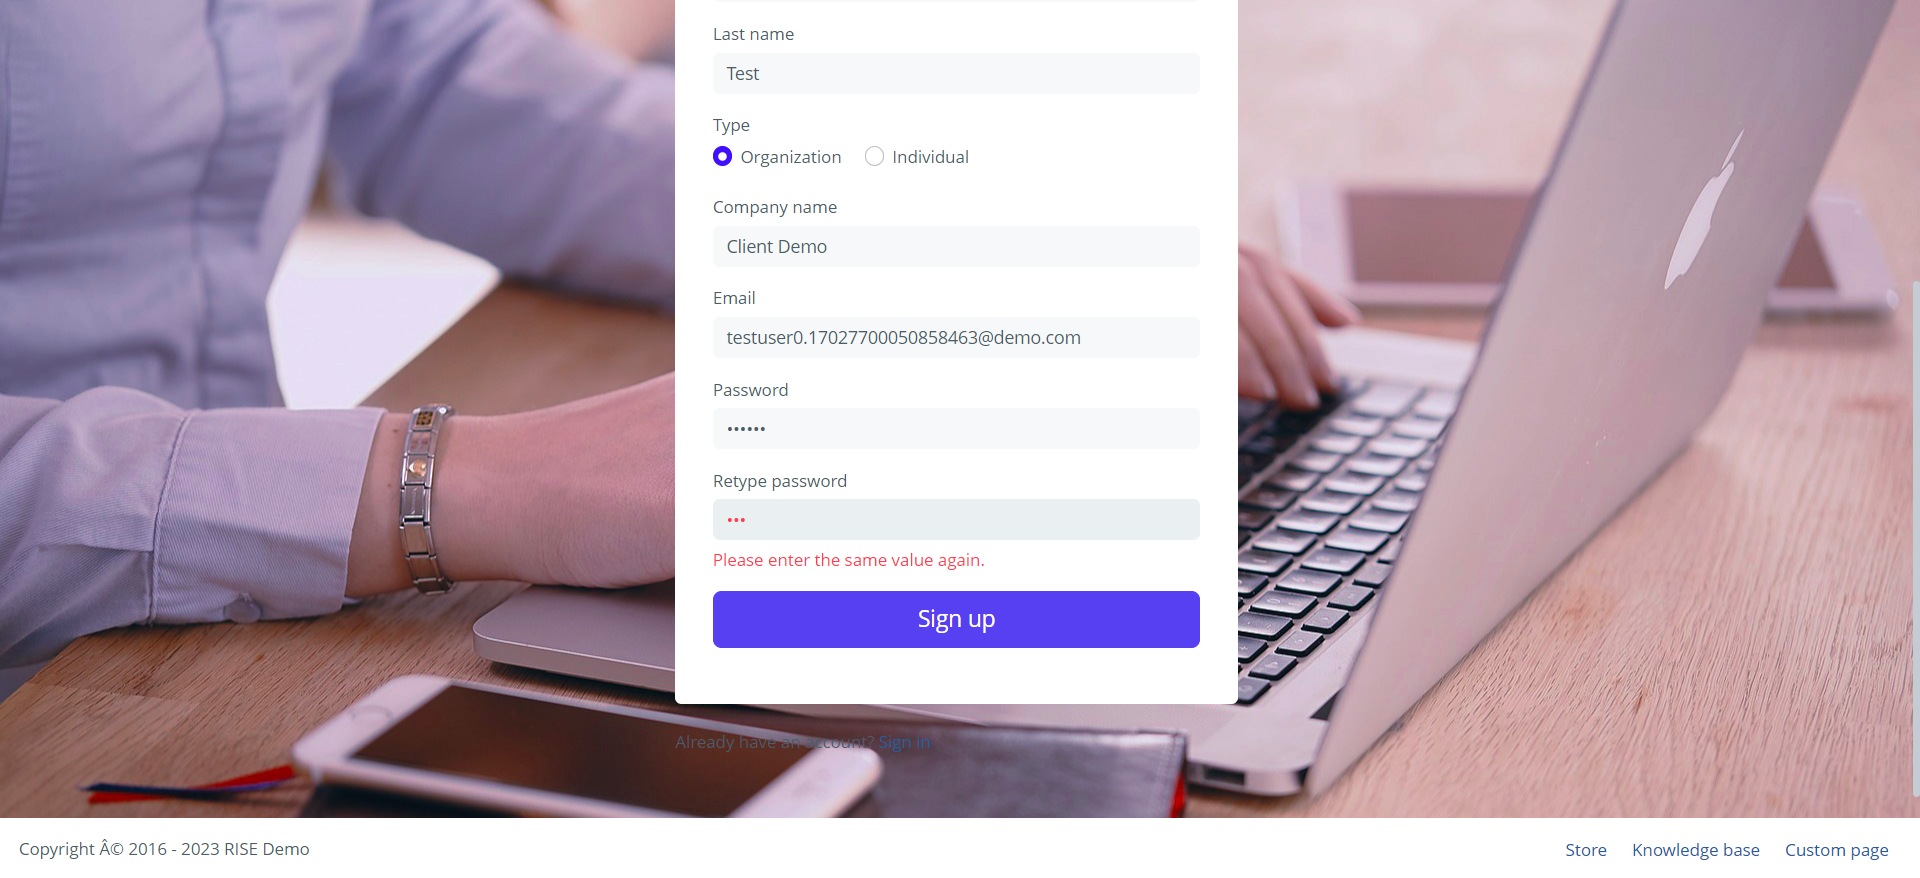 Last name
Test
Type
Organization Individual
Company name
Client Demo
Email
testuser0.17027700050858463@demo.com
Password
••••••
Retype password
•••
Please enter the same value again.
Sign up
Already have an account? Sign in
Copyright Â© 2016 - 2023 RISE Demo
Store Knowledge base Custom page